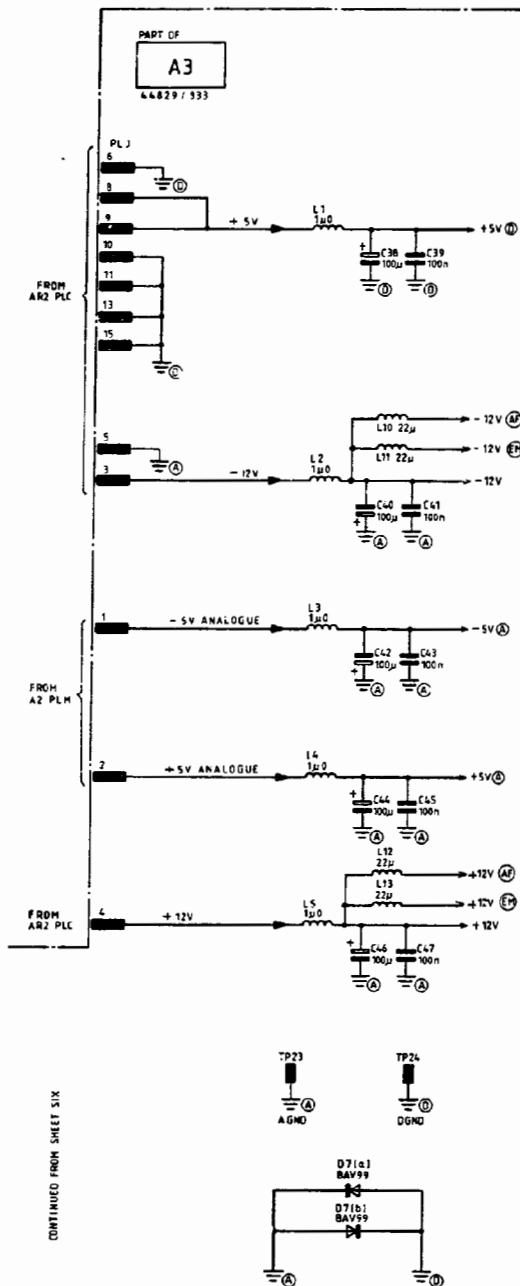 PART OF
A3
44829 / 933
PLJ
6
D
8
9
+5V
L1
1µ0
+5V D
C38
100µ
C39
100n
D
D
10
11
13
15
FROM
AR2 PLC
5
A
3
-12V
L2
1µ0
L10 22µ
-12V AF
L11 22µ
-12V EM
-12V
+
C40
100µ
C41
100n
A
A
1
-5V ANALOGUE
L3
1µ0
-5V A
+
C42
100µ
C43
100n
A
A
FROM
A2 PLM
2
+5V ANALOGUE
L4
1µ0
+5V A
+
C44
100µ
C45
100n
A
A
L12
22µ
+12V AF
L13
22µ
+12V EM
FROM
AR2 PLC
4
+12V
L5
1µ0
+12V
+
C46
100µ
C47
100n
A
A
TP23
A
AGND
TP24
D
DGND
CONTINUED FROM SHEET SIX
D7(a)
BAV99
D7(b)
BAV99
A
D